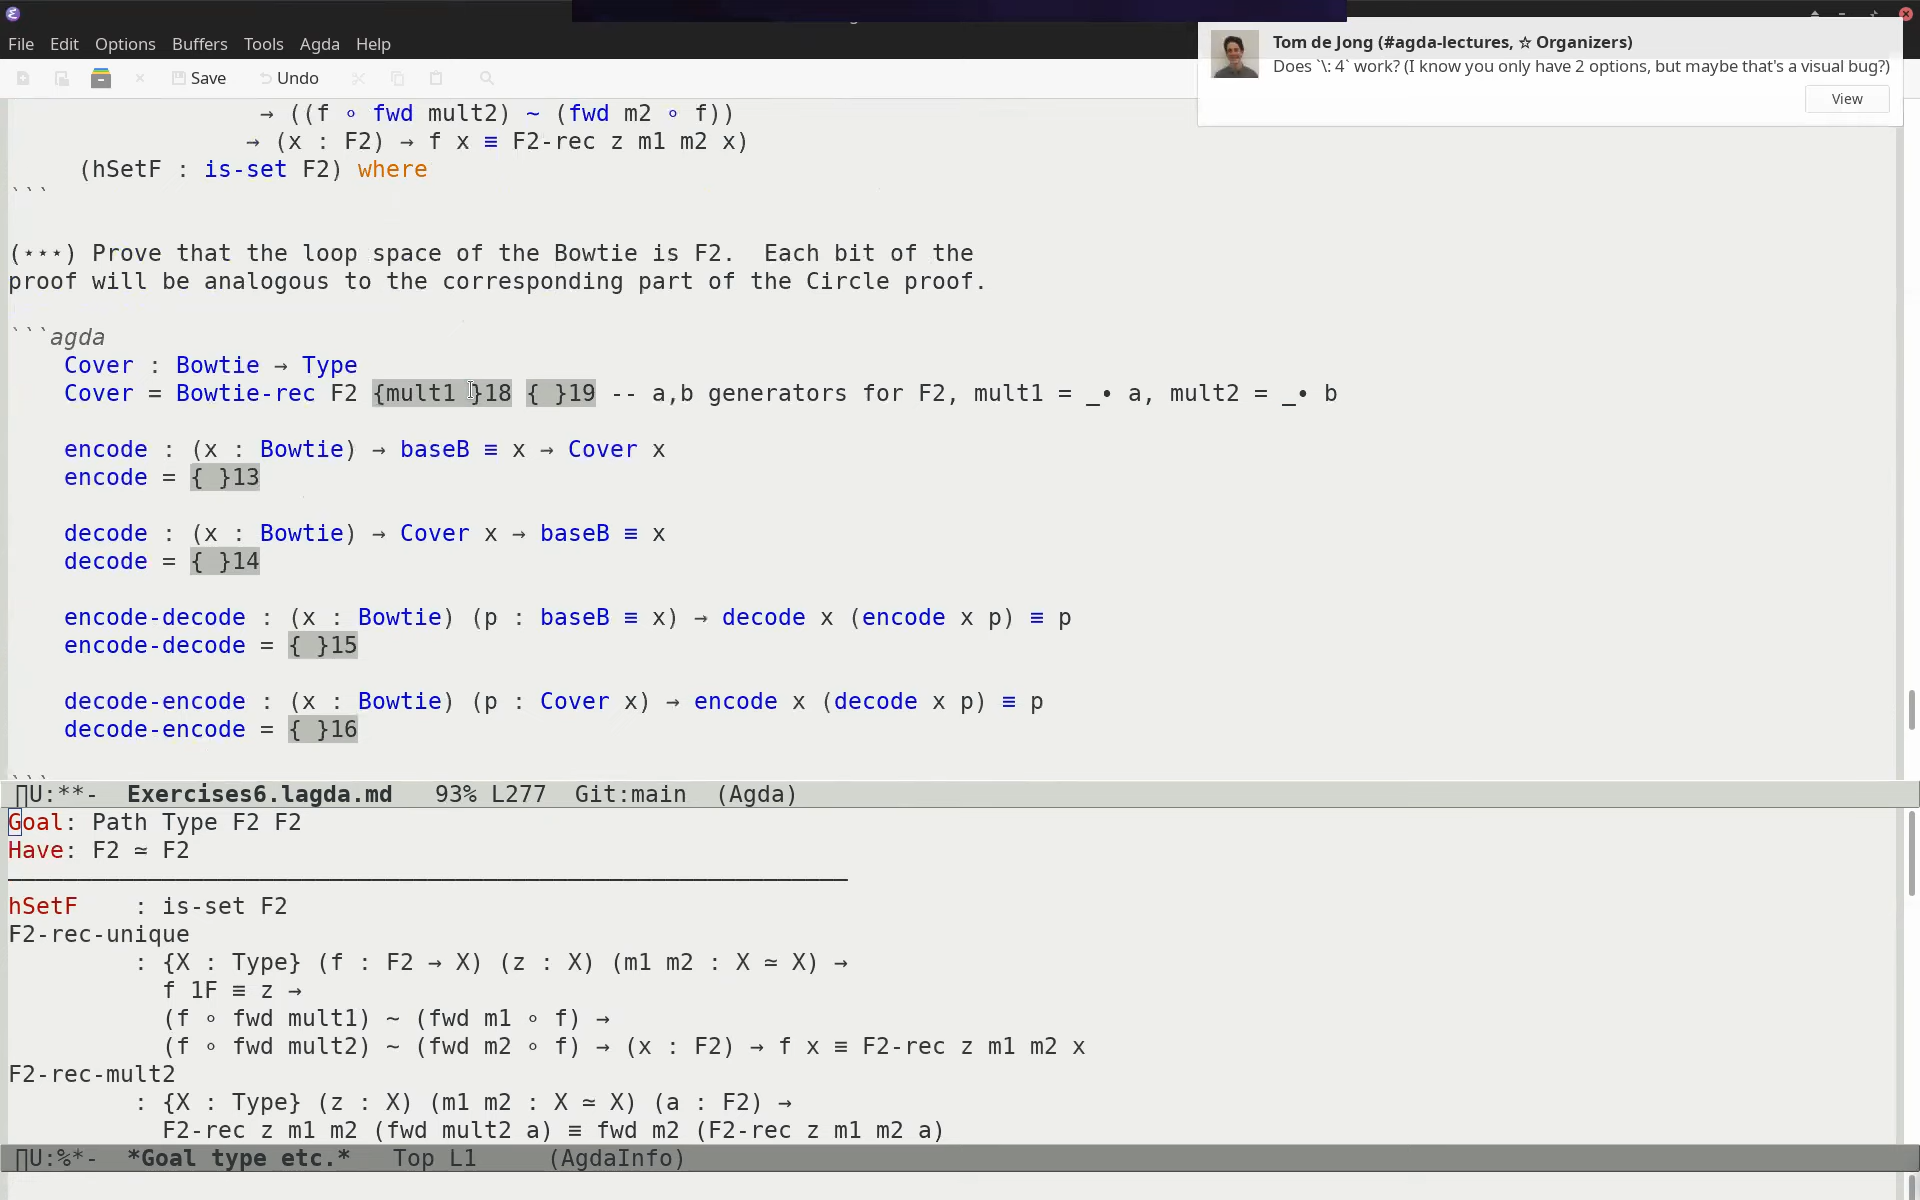 File Edit Options Buffers Tools Agda Help
Save Undo
Tom de Jong (#agda-lectures, ☆ Organizers)
Does `\: 4` work? (I know you only have 2 options, but maybe that's a visual bug?)
View
→ ((f ∘ fwd mult2) ∼ (fwd m2 ∘ f))
→ (x : F2) → f x ≡ F2-rec z m1 m2 x)
(hSetF : is-set F2) where
```
(⋆⋆⋆) Prove that the loop space of the Bowtie is F2.  Each bit of the
proof will be analogous to the corresponding part of the Circle proof.
```agda
Cover : Bowtie → Type
Cover = Bowtie-rec F2 {mult1 }18 { }19 -- a,b generators for F2, mult1 = _∙ a, mult2 = _∙ b
encode : (x : Bowtie) → baseB ≡ x → Cover x
encode = { }13
decode : (x : Bowtie) → Cover x → baseB ≡ x
decode = { }14
encode-decode : (x : Bowtie) (p : baseB ≡ x) → decode x (encode x p) ≡ p
encode-decode = { }15
decode-encode : (x : Bowtie) (p : Cover x) → encode x (decode x p) ≡ p
decode-encode = { }16
```
∏U:**-  Exercises6.lagda.md   93% L277  Git:main  (Agda)
Goal: Path Type F2 F2
Have: F2 ≃ F2
hSetF    : is-set F2
F2-rec-unique
: {X : Type} (f : F2 → X) (z : X) (m1 m2 : X ≃ X) →
f 1F ≡ z →
(f ∘ fwd mult1) ∼ (fwd m1 ∘ f) →
(f ∘ fwd mult2) ∼ (fwd m2 ∘ f) → (x : F2) → f x ≡ F2-rec z m1 m2 x
F2-rec-mult2
: {X : Type} (z : X) (m1 m2 : X ≃ X) (a : F2) →
F2-rec z m1 m2 (fwd mult2 a) ≡ fwd m2 (F2-rec z m1 m2 a)
∏U:%*-  *Goal type etc.*   Top L1     (AgdaInfo)